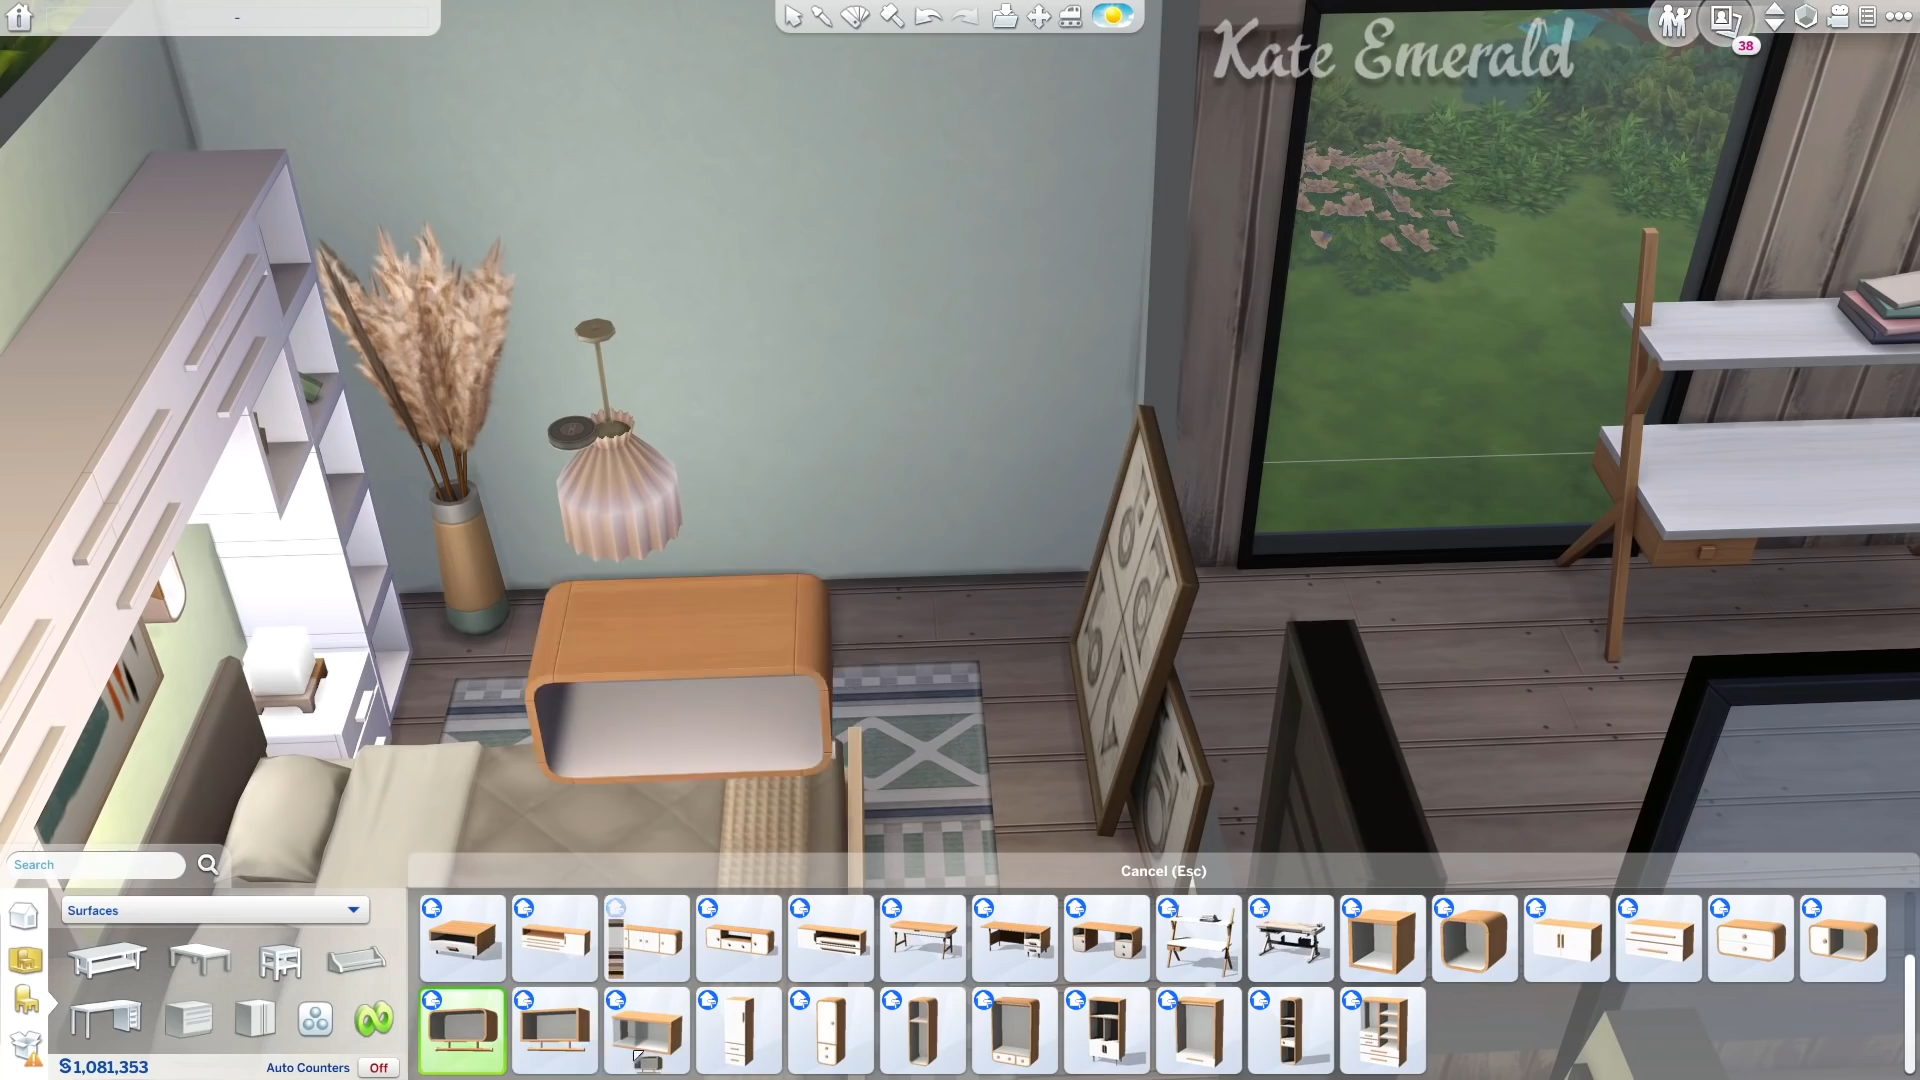 -
Kate Emerald
38
Search
Cancel (Esc)
Surfaces
§1,081,353
Auto Counters
Off